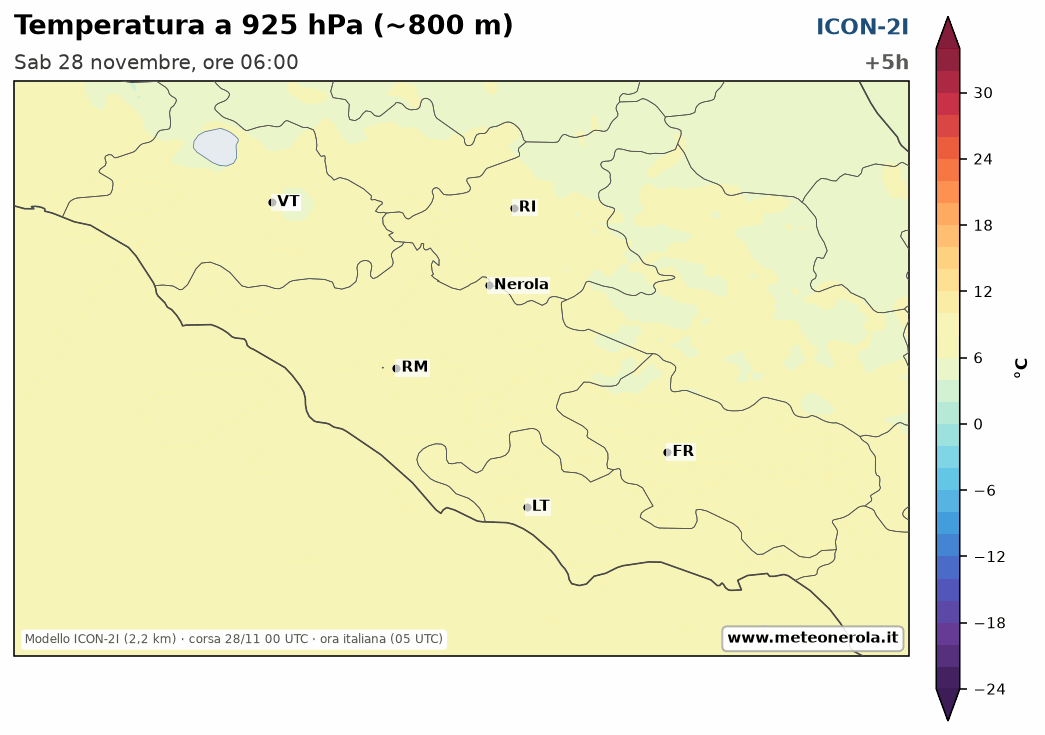 Temperatura a 925 hPa (~800 m)
ICON-2I
Sab 28 novembre, ore 06:00
+5h
30
24
18
12
6
0
−6
−12
−18
−24
°C
VT
RI
Nerola
RM
FR
LT
Modello ICON-2I (2,2 km) · corsa 28/11 00 UTC · ora italiana (05 UTC)
www.meteonerola.it